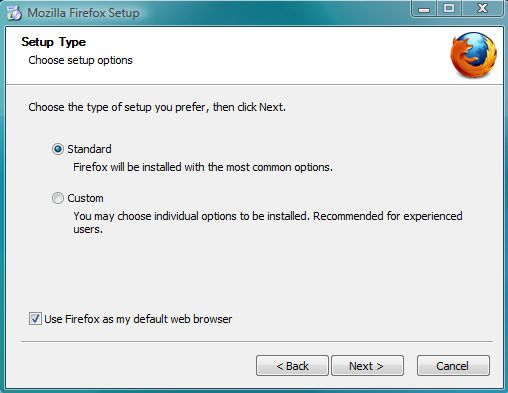 Mozilla Firefox Setup
Setup Type
Choose setup options
Choose the type of setup you prefer, then click Next.
Standard
Firefox will be installed with the most common options.
Custom
You may choose individual options to be installed. Recommended for experienced
users.
Use Firefox as my default web browser
< Back
Next >
Cancel